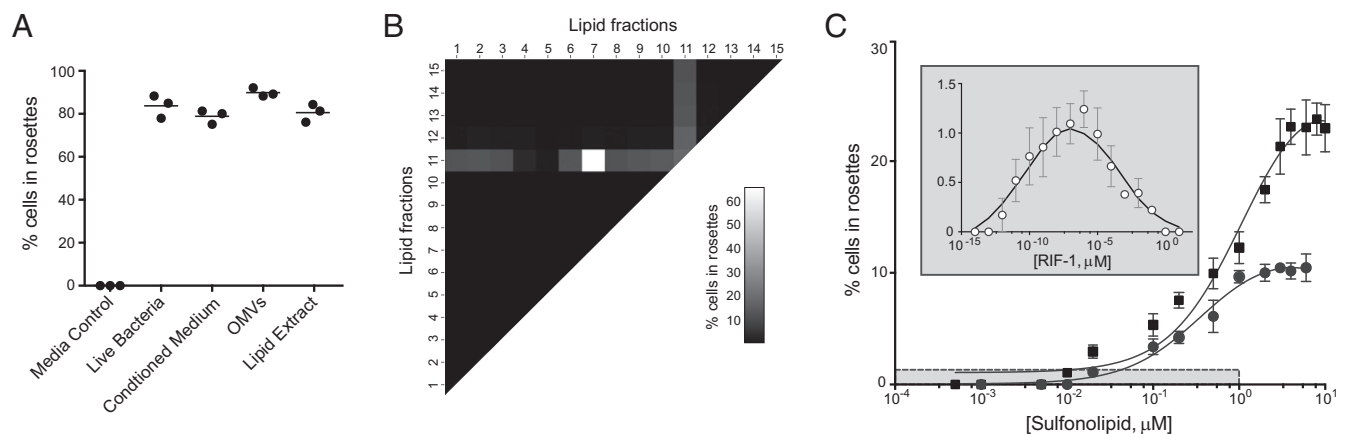 A
% cells in rosettes
100
80
60
40
20
0
Media Control
Live Bacteria
Condtioned Medium
OMVs
Lipid Extract
B
Lipid fractions
1 2 3 4 5 6 7 8 9 10 11 12 13 14 15
Lipid fractions
15
14
13
12
11
10
9
8
7
6
5
4
3
2
1
% cells in rosettes
60
50
40
30
20
10
C
% cells in rosettes
30
20
10
0
10-4 10-3 10-2 10-1 100 101
[Sulfonolipid, µM]
1.5
1.0
0.5
0
10-15 10-10 10-5 100
[RIF-1, µM]